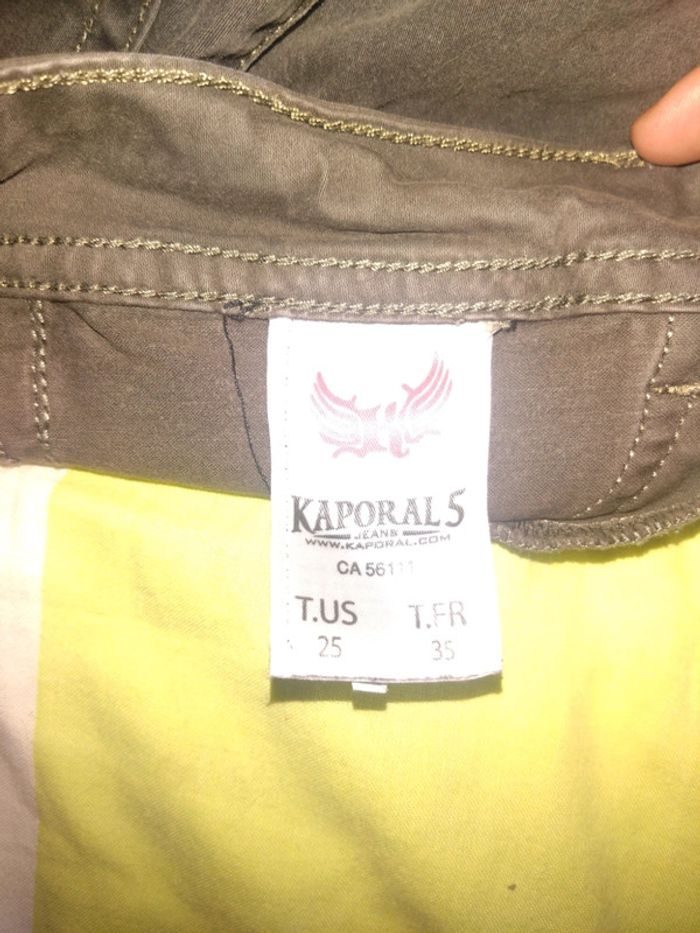 KAPORAL 5
JEANS
WWW.KAPORAL.COM
CA 56111
T.US T.FR
25 35